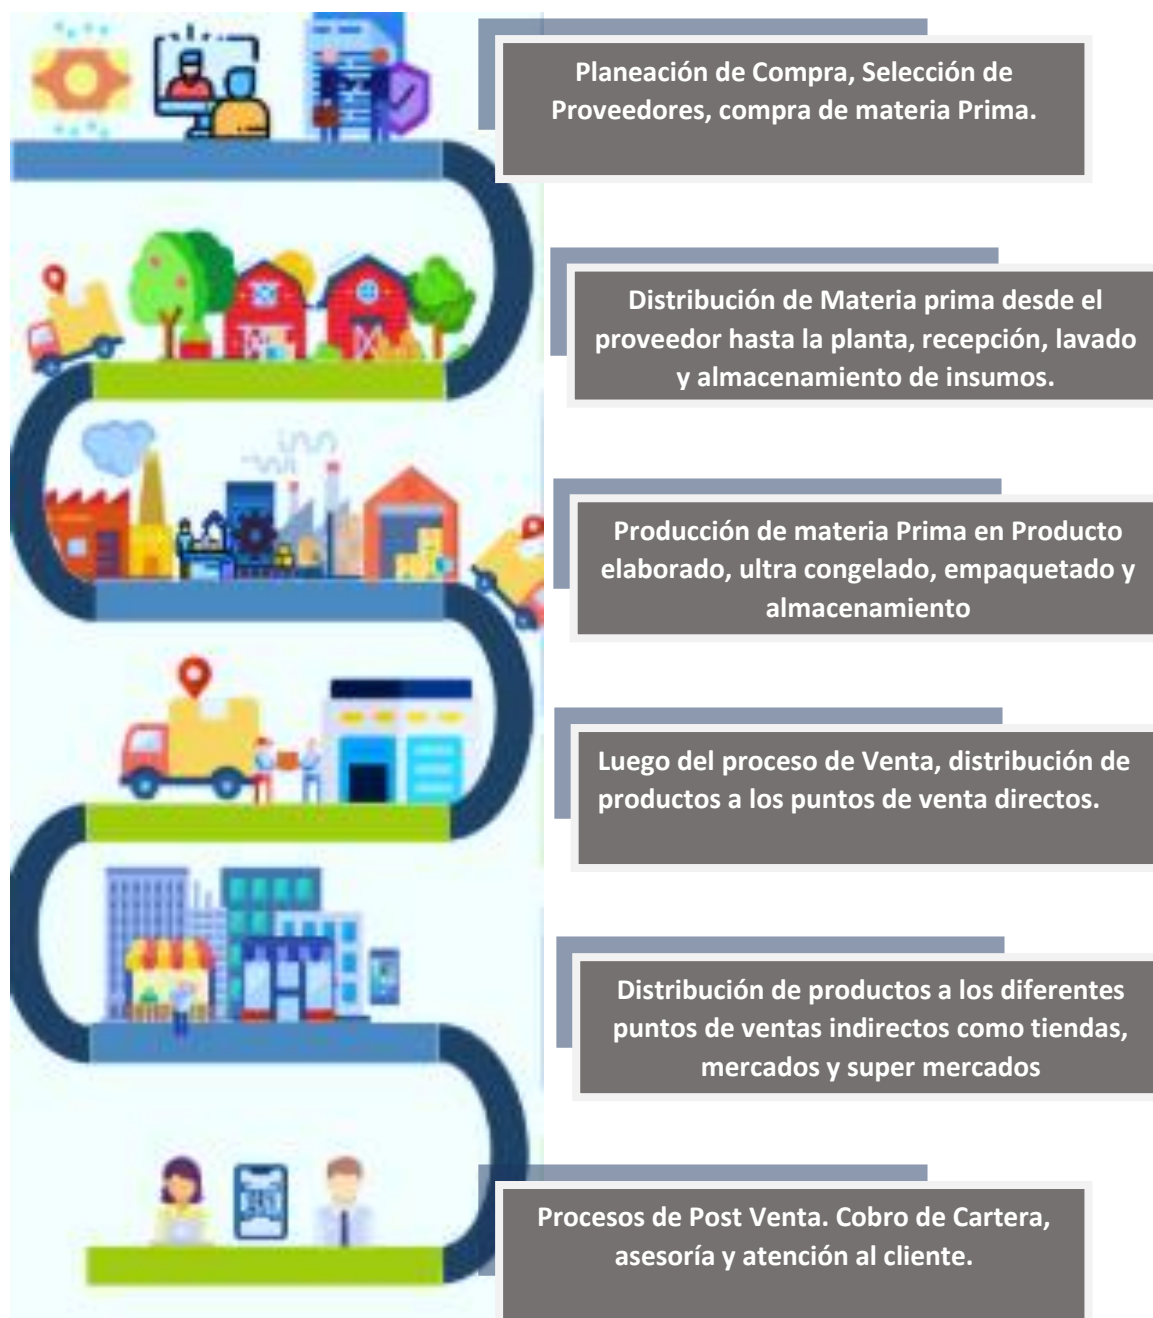 Planeación de Compra, Selección de
Proveedores, compra de materia Prima.
Distribución de Materia prima desde el
proveedor hasta la planta, recepción, lavado
y almacenamiento de insumos.
Producción de materia Prima en Producto
elaborado, ultra congelado, empaquetado y
almacenamiento
Luego del proceso de Venta, distribución de
productos a los puntos de venta directos.
Distribución de productos a los diferentes
puntos de ventas indirectos como tiendas,
mercados y super mercados
Procesos de Post Venta. Cobro de Cartera,
asesoría y atención al cliente.